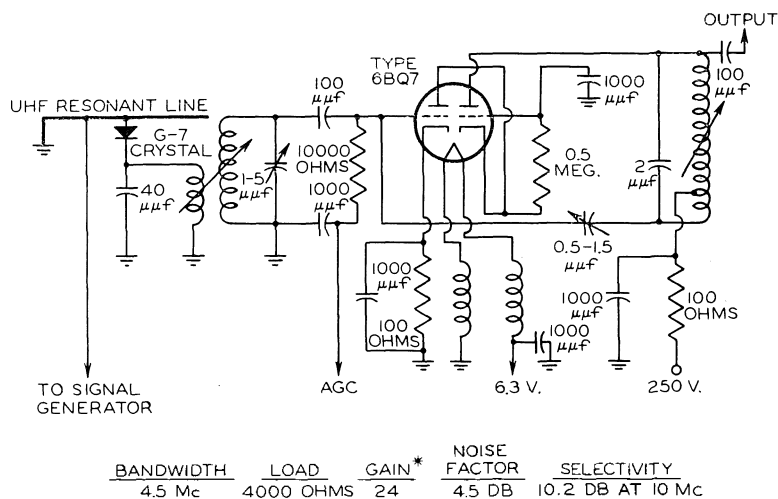 OUTPUT
TYPE
6BQ7
100
μμf
1000
μμf
100
μμf
UHF RESONANT LINE
G-7
CRYSTAL
10000
OHMS
1-5
μμf
0.5
MEG.
2
μμf
40
μμf
1000
μμf
0.5-1.5
μμf
1000
μμf
100
OHMS
1000
μμf
1000
μμf
100
OHMS
TO SIGNAL
GENERATOR
AGC
6.3 V.
250 V.
BANDWIDTH LOAD GAIN* NOISE FACTOR SELECTIVITY
4.5 Mc 4000 OHMS 24 4.5 DB 10.2 DB AT 10 Mc